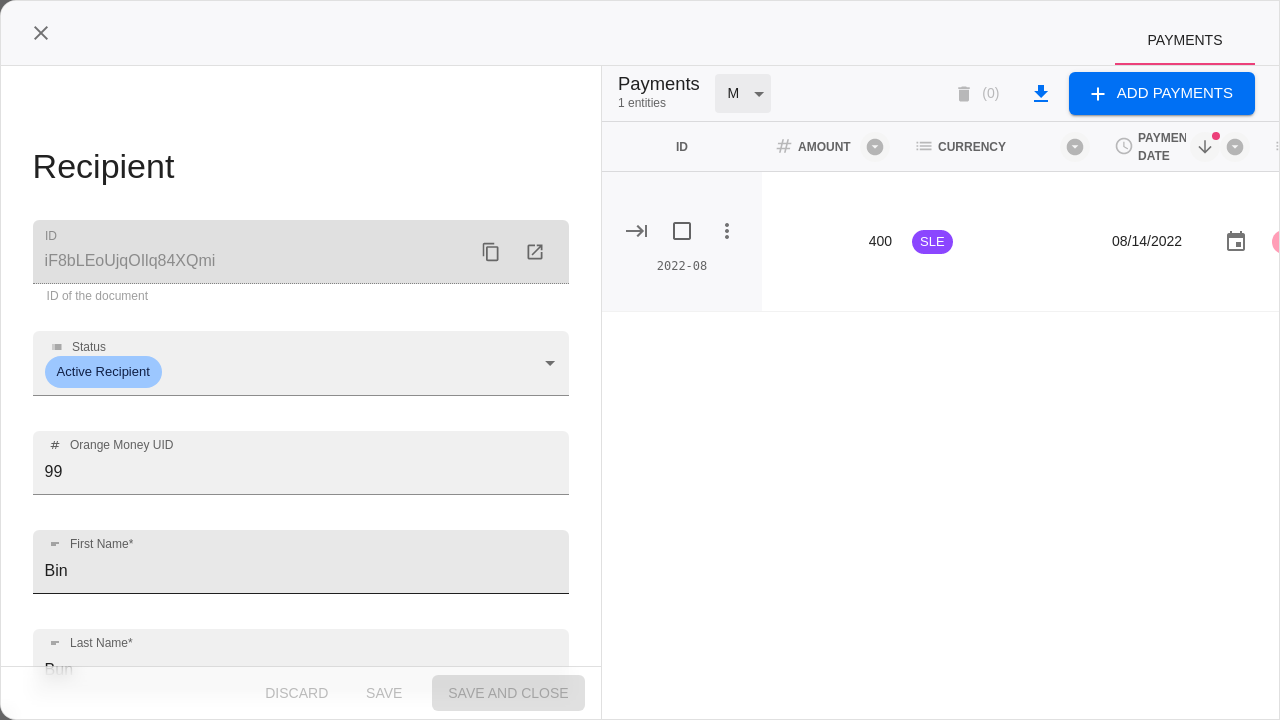 PAYMENTS
Recipient
ID
iF8bLEoUjqOIlq84XQmi
ID of the document
Status
Active Recipient
Orange Money UID
99
First Name*
Bin
Last Name*
Bun
DISCARD SAVE SAVE AND CLOSE
Payments
1 entities
M
(0)
ADD PAYMENTS
ID AMOUNT CURRENCY PAYMEN
DATE
400 SLE 08/14/2022
2022-08